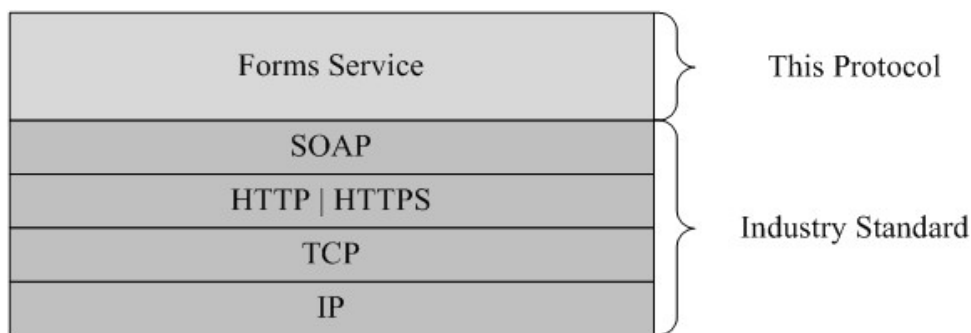 Forms Service
This Protocol
SOAP
HTTP | HTTPS
TCP
Industry Standard
IP